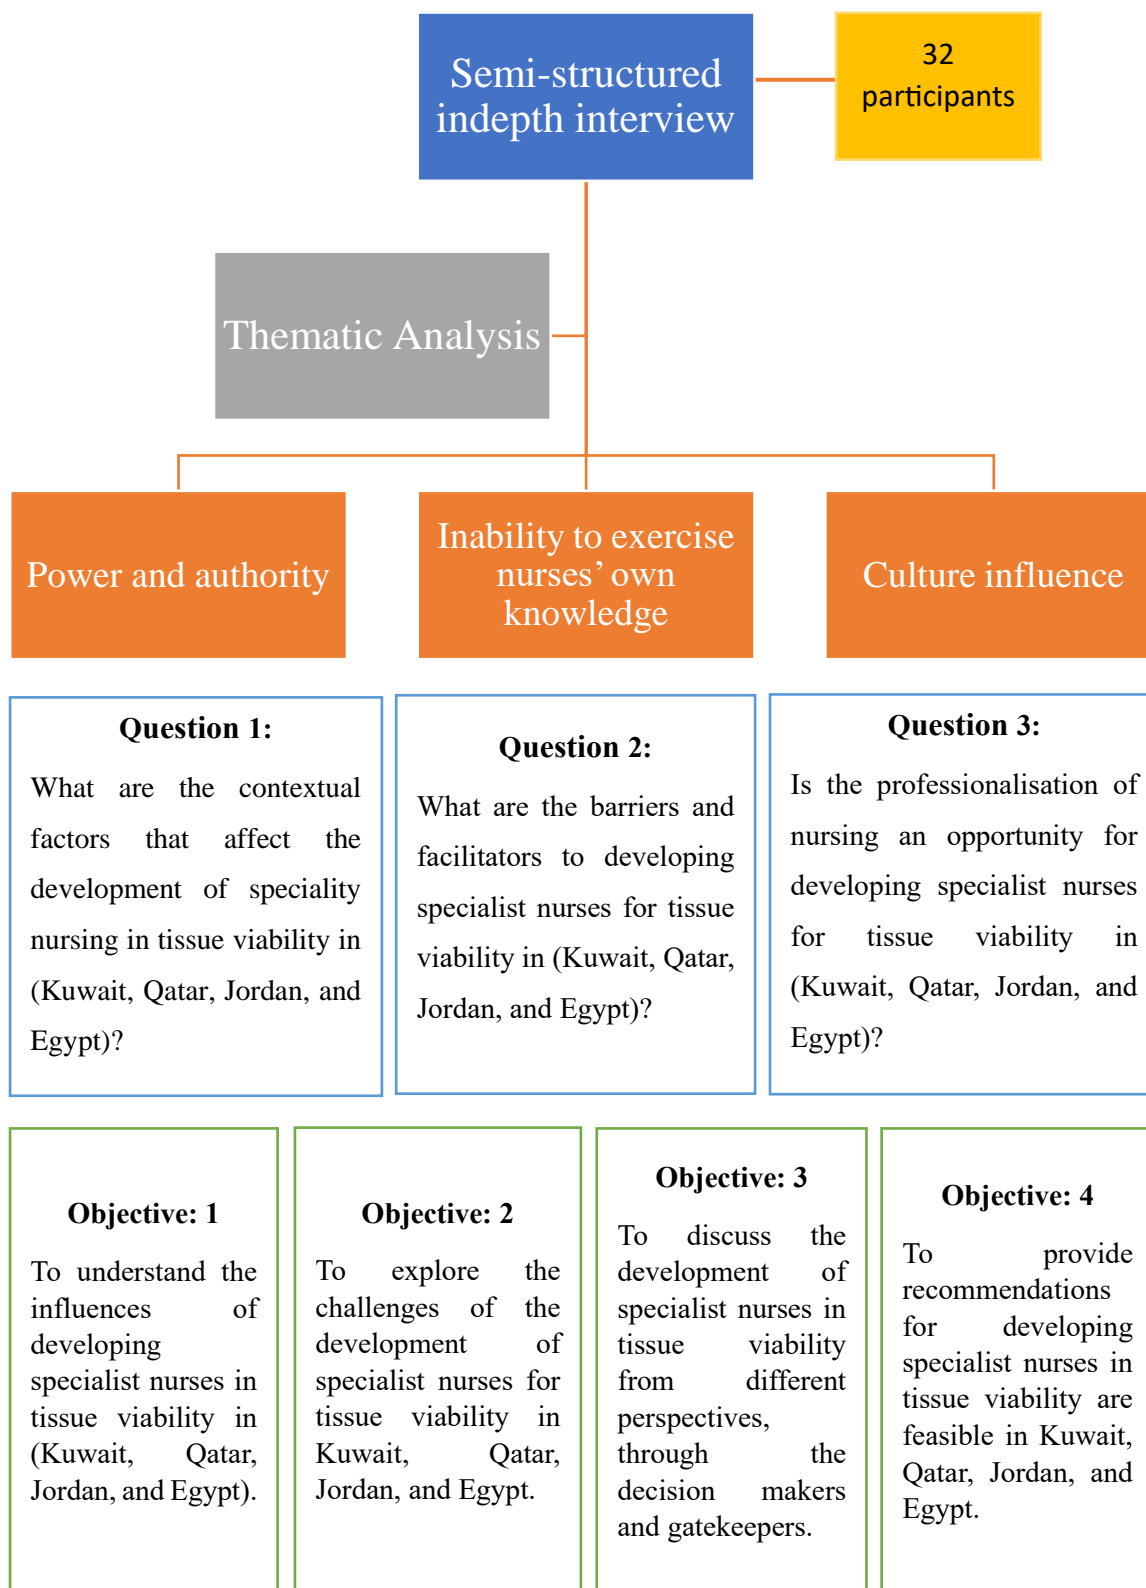 Semi-structured
indepth interview
32
participants
Thematic Analysis
Power and authority
Inability to exercise
nurses’ own
knowledge
Culture influence
Question 1:
What are the contextual
factors that affect the
development of speciality
nursing in tissue viability in
(Kuwait, Qatar, Jordan, and
Egypt)?
Question 2:
What are the barriers and
facilitators to developing
specialist nurses for tissue
viability in (Kuwait, Qatar,
Jordan, and Egypt)?
Question 3:
Is the professionalisation of
nursing an opportunity for
developing specialist nurses
for tissue viability in
(Kuwait, Qatar, Jordan, and
Egypt)?
Objective: 1
To understand the
influences of
developing
specialist nurses in
tissue viability in
(Kuwait, Qatar,
Jordan, and Egypt).
Objective: 2
To explore the
challenges of the
development of
specialist nurses for
tissue viability in
Kuwait, Qatar,
Jordan, and Egypt.
Objective: 3
To discuss the
development of
specialist nurses in
tissue viability
from different
perspectives,
through the
decision makers
and gatekeepers.
Objective: 4
To provide
recommendations
for developing
specialist nurses in
tissue viability are
feasible in Kuwait,
Qatar, Jordan, and
Egypt.